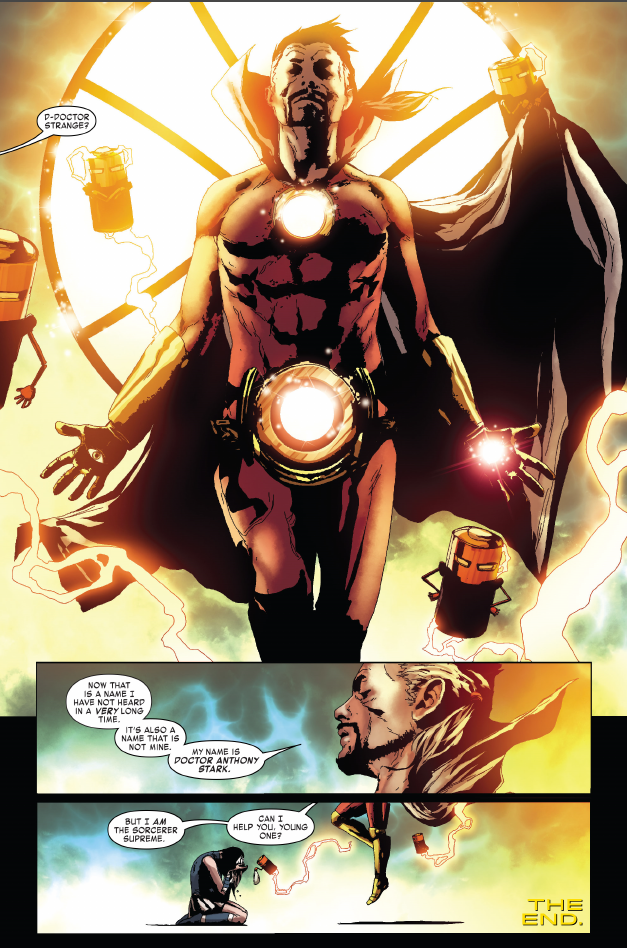 D-DOCTOR
STRANGE?
NOW THAT
IS A NAME I
HAVE NOT HEARD
IN A VERY LONG
TIME.
IT'S ALSO A
NAME THAT IS
NOT MINE.
MY NAME IS
DOCTOR ANTHONY
STARK.
BUT I AM
THE SORCERER
SUPREME.
CAN I
HELP YOU, YOUNG
ONE?
THE
END.